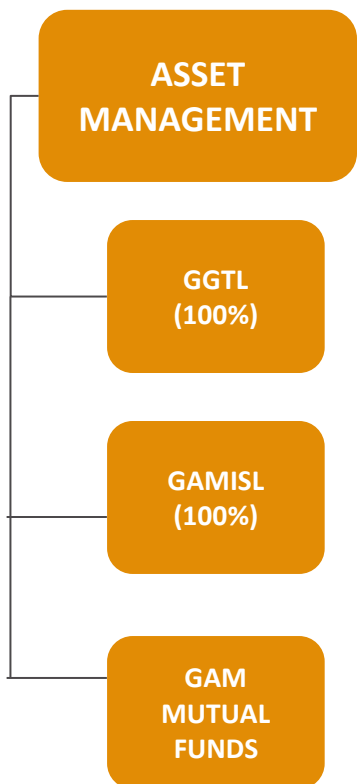 ASSET
MANAGEMENT
GGTL
(100%)
GAMISL
(100%)
GAM
MUTUAL
FUNDS